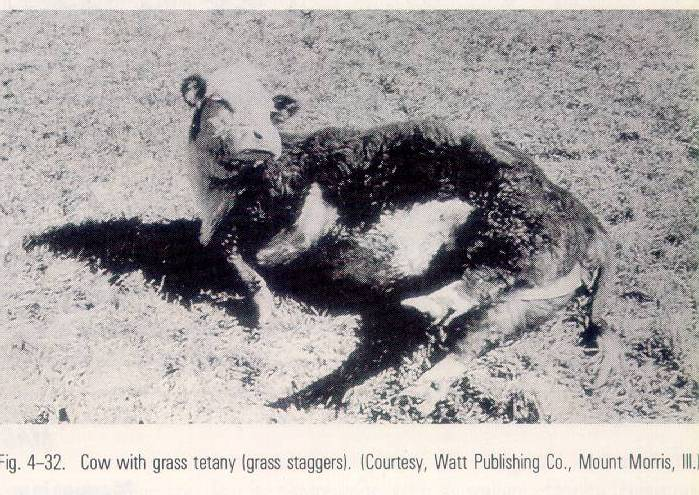 Fig. 4–32. Cow with grass tetany (grass staggers). (Courtesy, Watt Publishing Co., Mount Morris, Ill.)